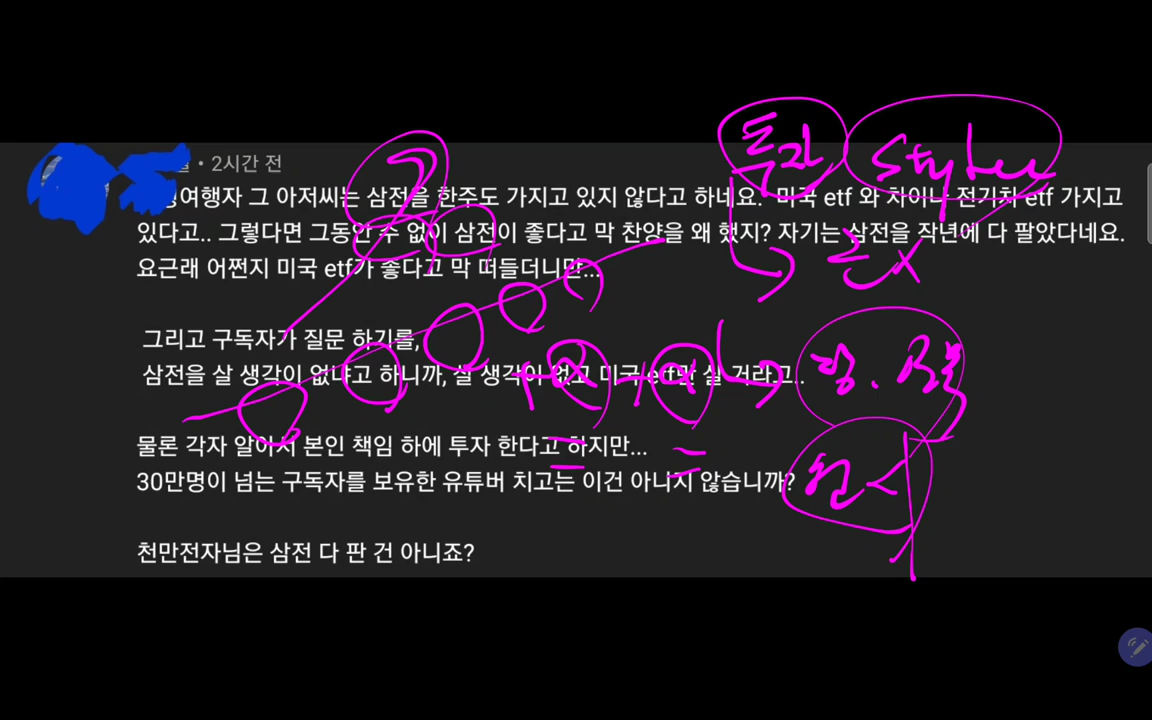 투자 style
· 2시간 전
행여행자 그 아저씨는 삼전을 한주도 가지고 있지 않다고 하네요. 미국 etf 와 차이나 전기차 etf 가지고
있다고.. 그렇다면 그동안 수 없이 삼전이 좋다고 막 찬양을 왜 했지? 자기는 삼전을 작년에 다 팔았다네요.
요근래 어쩐지 미국 etf가 좋다고 막 떠들더니만...
그리고 구독자가 질문 하기를,
삼전을 살 생각이 없냐고 하니까, 살 생각이 없고 미국 etf만 살 거라고..
+α +α
물론 각자 알아서 본인 책임 하에 투자 한다고 하지만...
30만명이 넘는 구독자를 보유한 유튜버 치고는 이건 아니지 않습니까?
천만전자님은 삼전 다 판 건 아니죠?